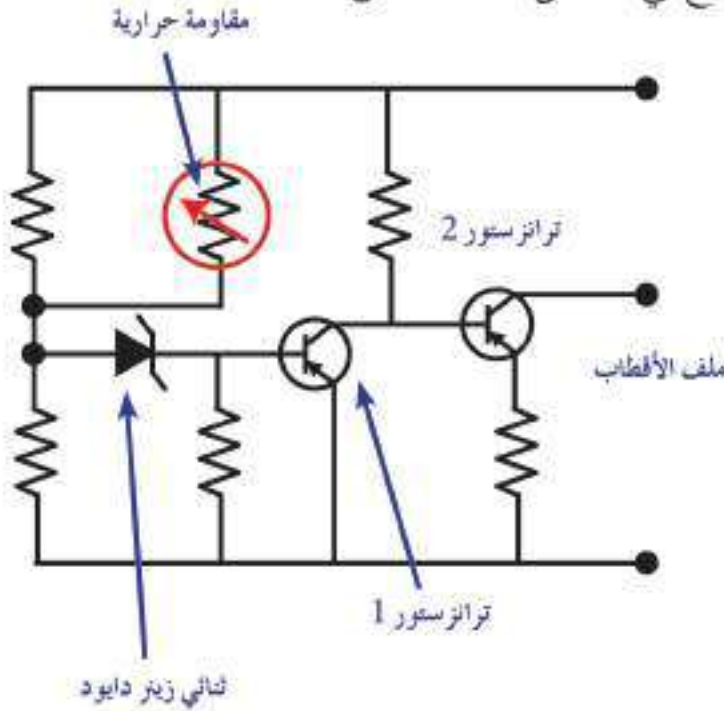 مقاومة حرارية
ترانزستور 2
ملف الأقطاب
ترانزستور 1
ثنائي زينر دايود